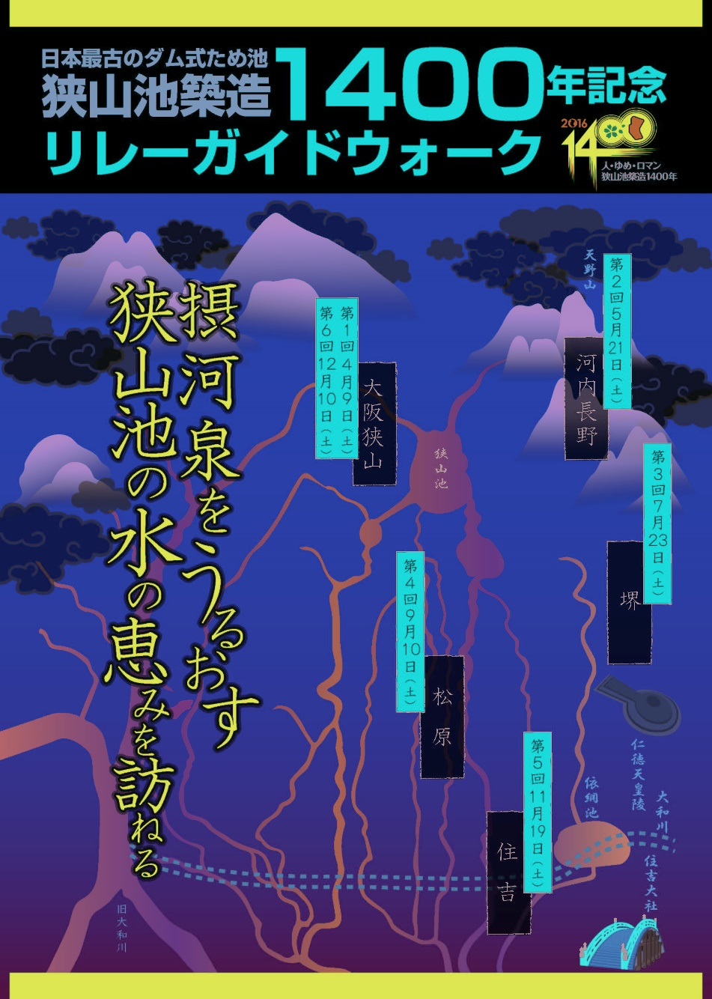 日本最古のダム式ため池
狭山池築造1400年記念
リレーガイドウォーク
2016
1400
人・ゆめ・ロマン
狭山池築造1400年
摂河泉をうるおす
狭山池の水の恵みを訪ねる
第1回4月9日(土)
第6回12月10日(土)
大阪狭山
天野山
第2回5月21日(土)
河内長野
狭山池
第3回7月23日(土)
堺
第4回9月10日(土)
松原
第5回11月19日(土)
住吉
仁徳天皇陵
依網池
大和川
住吉大社
旧大和川